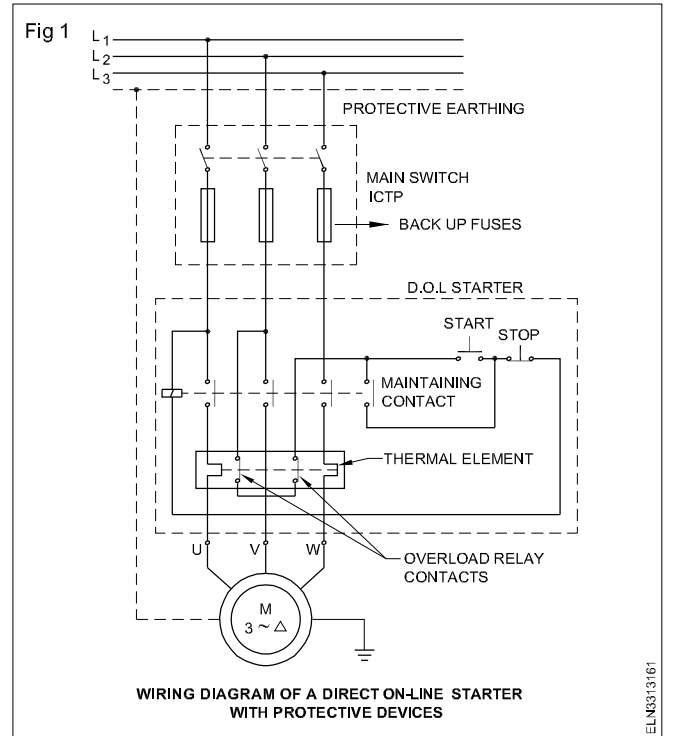 Fig 1
L1
L2
L3
PROTECTIVE EARTHING
MAIN SWITCH
ICTP
BACK UP FUSES
D.O.L STARTER
START
STOP
MAINTAINING
CONTACT
THERMAL ELEMENT
U V W
OVERLOAD RELAY
CONTACTS
M
3 ~ △
WIRING DIAGRAM OF A DIRECT ON-LINE STARTER
WITH PROTECTIVE DEVICES
ELN3313161